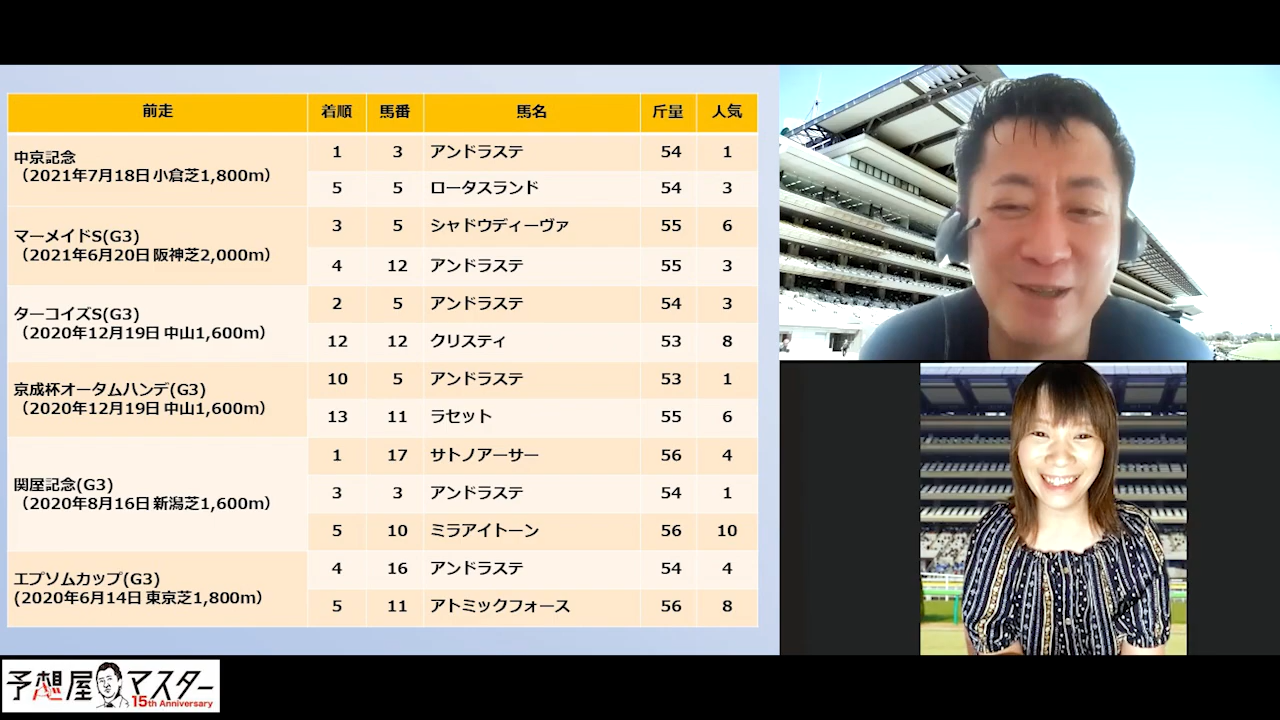 前走 着順 馬番 馬名 斤量 人気
中京記念
（2021年7月18日 小倉芝1,800m）
1 3 アンドラステ 54 1
5 5 ロータスランド 54 3
マーメイドS(G3)
（2021年6月20日 阪神芝2,000m）
3 5 シャドウディーヴァ 55 6
4 12 アンドラステ 55 3
ターコイズS(G3)
（2020年12月19日 中山1,600m）
2 5 アンドラステ 54 3
12 12 クリスティ 53 8
京成杯オータムハンデ(G3)
（2020年12月19日 中山1,600m）
10 5 アンドラステ 53 1
13 11 ラセット 55 6
関屋記念(G3)
（2020年8月16日 新潟芝1,600m）
1 17 サトノアーサー 56 4
3 3 アンドラステ 54 1
5 10 ミラアイトーン 56 10
エプソムカップ(G3)
(2020年6月14日 東京芝1,800m）
4 16 アンドラステ 54 4
5 11 アトミックフォース 56 8
予想屋マスター
15th Anniversary